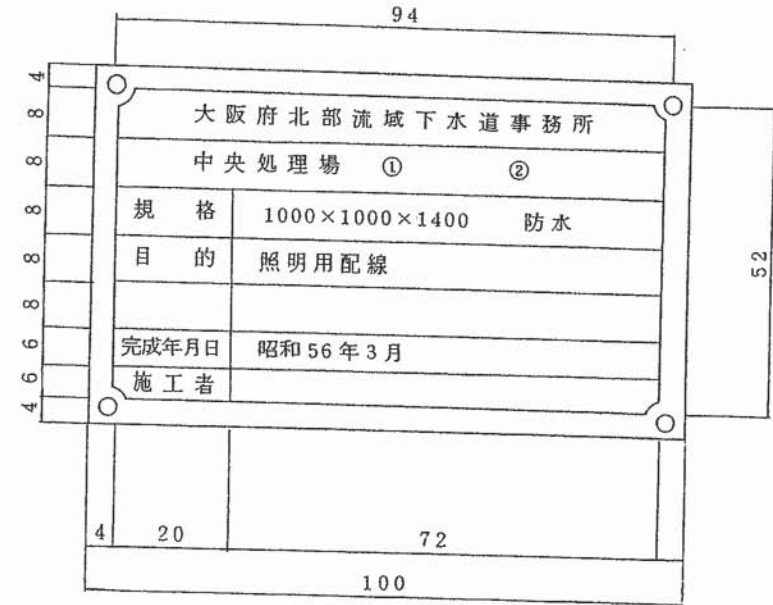 94
4
8
8
8
8
8
6
6
4
大阪府北部流域下水道事務所
中央処理場 ① ②
規格 1000×1000×1400 防水
目的 照明用配線
完成年月日 昭和56年3月
施工者
52
4 20 72
100